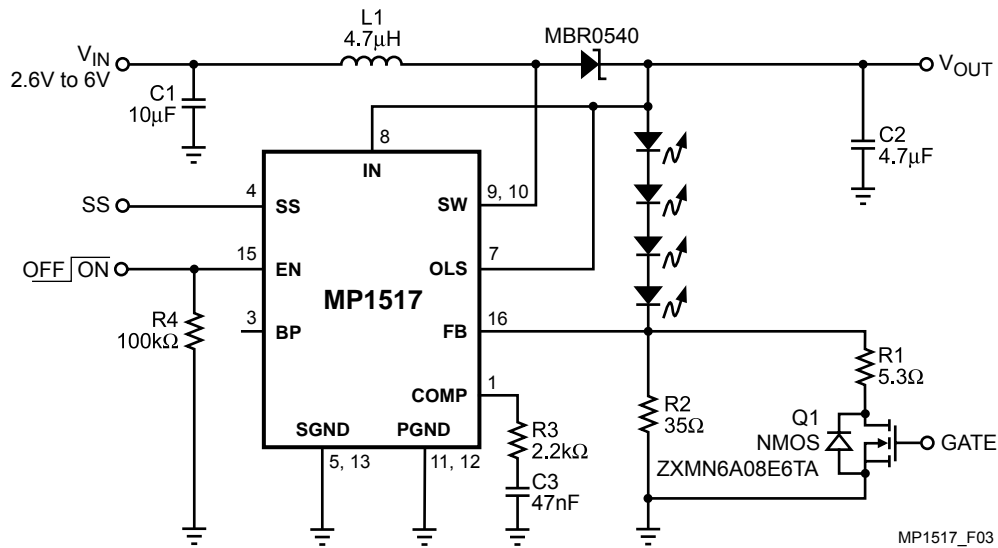 L1
4.7µH
MBR0540
VIN
2.6V to 6V
VOUT
C1
10µF
8
IN
C2
4.7µF
4
SS
SS
SW
9, 10
15
OFF ON
EN
OLS
7
MP1517
R4
100kΩ
3
BP
FB
16
R1
5.3Ω
COMP
1
R2
35Ω
Q1
NMOS
ZXMN6A08E6TA
GATE
SGND
PGND
R3
2.2kΩ
5, 13
11, 12
C3
47nF
MP1517_F03